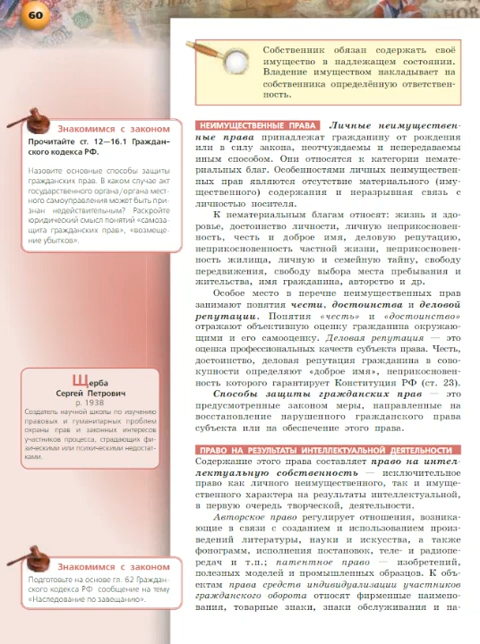 60
Собственник обязан содержать своё
имущество в надлежащем состоянии.
Владение имуществом накладывает на
собственника определённую ответствен-
ность.
Знакомимся с законом
Прочитайте ст. 12—16.1 Граждан-
ского кодекса РФ.
Назовите основные способы защиты
гражданских прав. В каком случае акт
государственного органа/органа мест-
ного самоуправления может быть при-
знан недействительным? Раскройте
юридический смысл понятий «самоза-
щита гражданских прав», «возмеще-
ние убытков».
Щерба
Сергей Петрович
р. 1938
Создатель научной школы по изучению
правовых и гуманитарных проблем
охраны прав и законных интересов
участников процесса, страдающих фи-
зическими или психическими недостат-
ками.
Знакомимся с законом
Подготовьте на основе гл. 62 Граждан-
ского кодекса РФ сообщение на тему
«Наследование по завещанию».
НЕИМУЩЕСТВЕННЫЕ ПРАВА Личные неимуществен-
ные права принадлежат гражданину от рождения
или в силу закона, неотчуждаемы и непередаваемы
иным способом. Они относятся к категории немате-
риальных благ. Особенностями личных неимуществен-
ных прав являются отсутствие материального (иму-
щественного) содержания и неразрывная связь с
личностью носителя.
К нематериальным благам относят: жизнь и здо-
ровье, достоинство личности, личную неприкосновен-
ность, честь и доброе имя, деловую репутацию,
неприкосновенность частной жизни, неприкосновен-
ность жилища, личную и семейную тайну, свободу
передвижения, свободу выбора места пребывания и
жительства, имя гражданина, авторство и др.
Особое место в перечне неимущественных прав
занимают понятия чести, достоинства и деловой
репутации. Понятия «честь» и «достоинство»
отражают объективную оценку гражданина окружаю-
щими и его самооценку. Деловая репутация — это
оценка профессиональных качеств субъекта права. Честь,
достоинство, деловая репутация гражданина в сово-
купности определяют «доброе имя», неприкосновен-
ность которого гарантирует Конституция РФ (ст. 23).
Способы защиты гражданских прав — это
предусмотренные законом меры, направленные на
восстановление нарушенного гражданского права
субъекта или на обеспечение этого права.
ПРАВО НА РЕЗУЛЬТАТЫ ИНТЕЛЛЕКТУАЛЬНОЙ ДЕЯТЕЛЬНОСТИ
Содержание этого права составляет право на интел-
лектуальную собственность — исключительное
право как личного неимущественного, так и имуще-
ственного характера на результаты интеллектуальной,
в первую очередь творческой, деятельности.
Авторское право регулирует отношения, возника-
ющие в связи с созданием и использованием произ-
ведений литературы, науки и искусства, а также
фонограмм, исполнения постановок, теле- и радиопе-
редач и т.п.; патентное право — изобретений,
полезных моделей и промышленных образцов. К объ-
ектам права средств индивидуализации участников
гражданского оборота относят фирменные наимено-
вания, товарные знаки, знаки обслуживания и на-